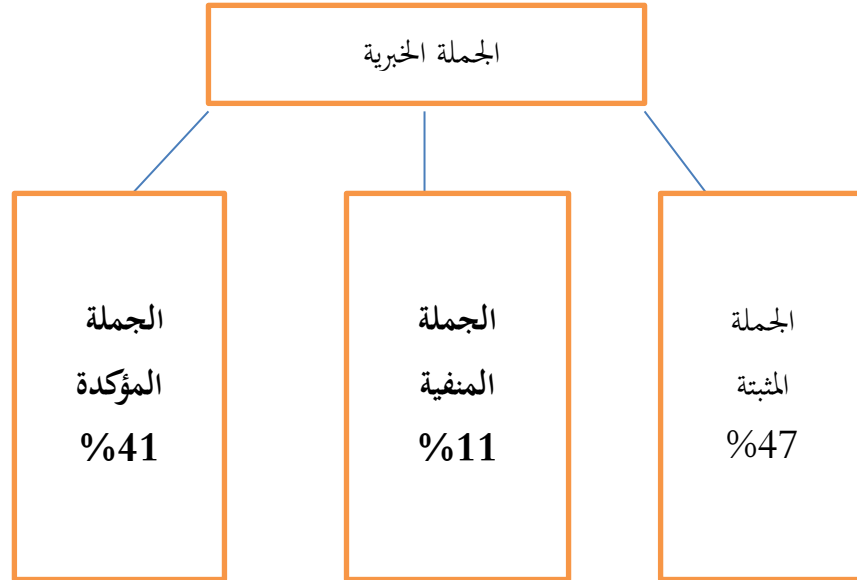 الجملة الخبرية
الجملة
المثبتة
%47
الجملة
المنفية
%11
الجملة
المؤكدة
%41